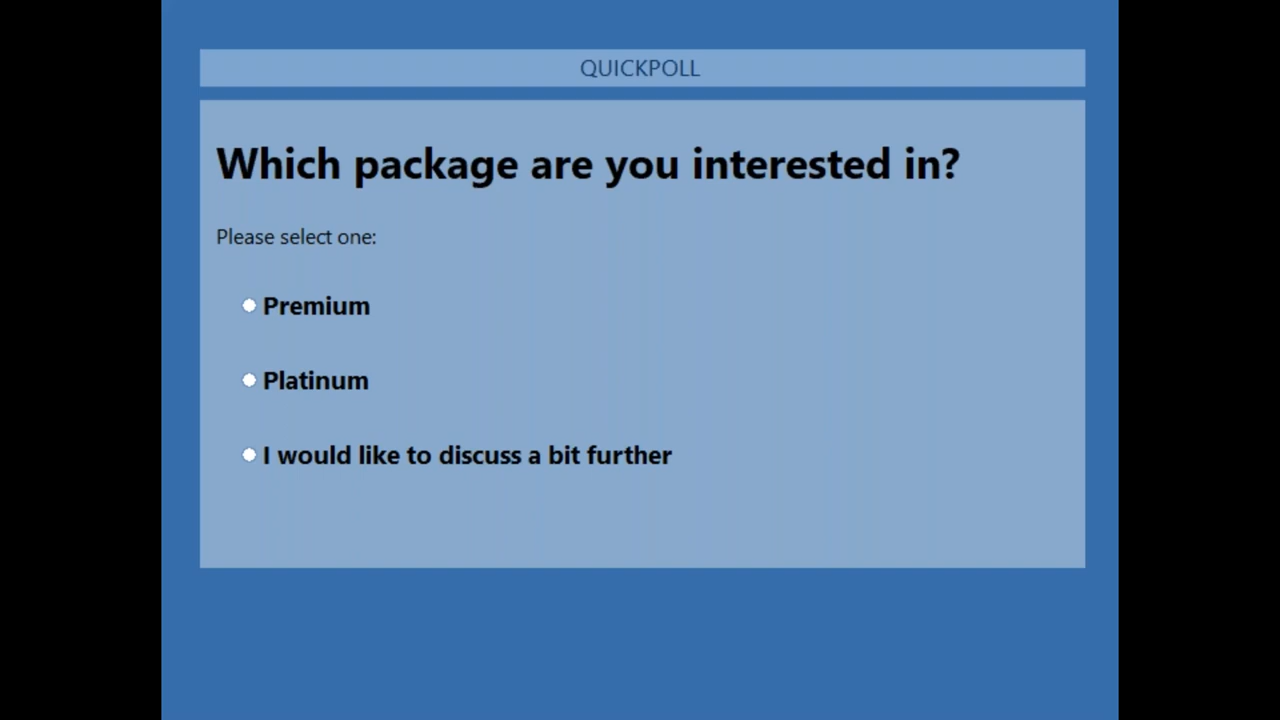 QUICKPOLL
Which package are you interested in?
Please select one:
Premium
Platinum
I would like to discuss a bit further